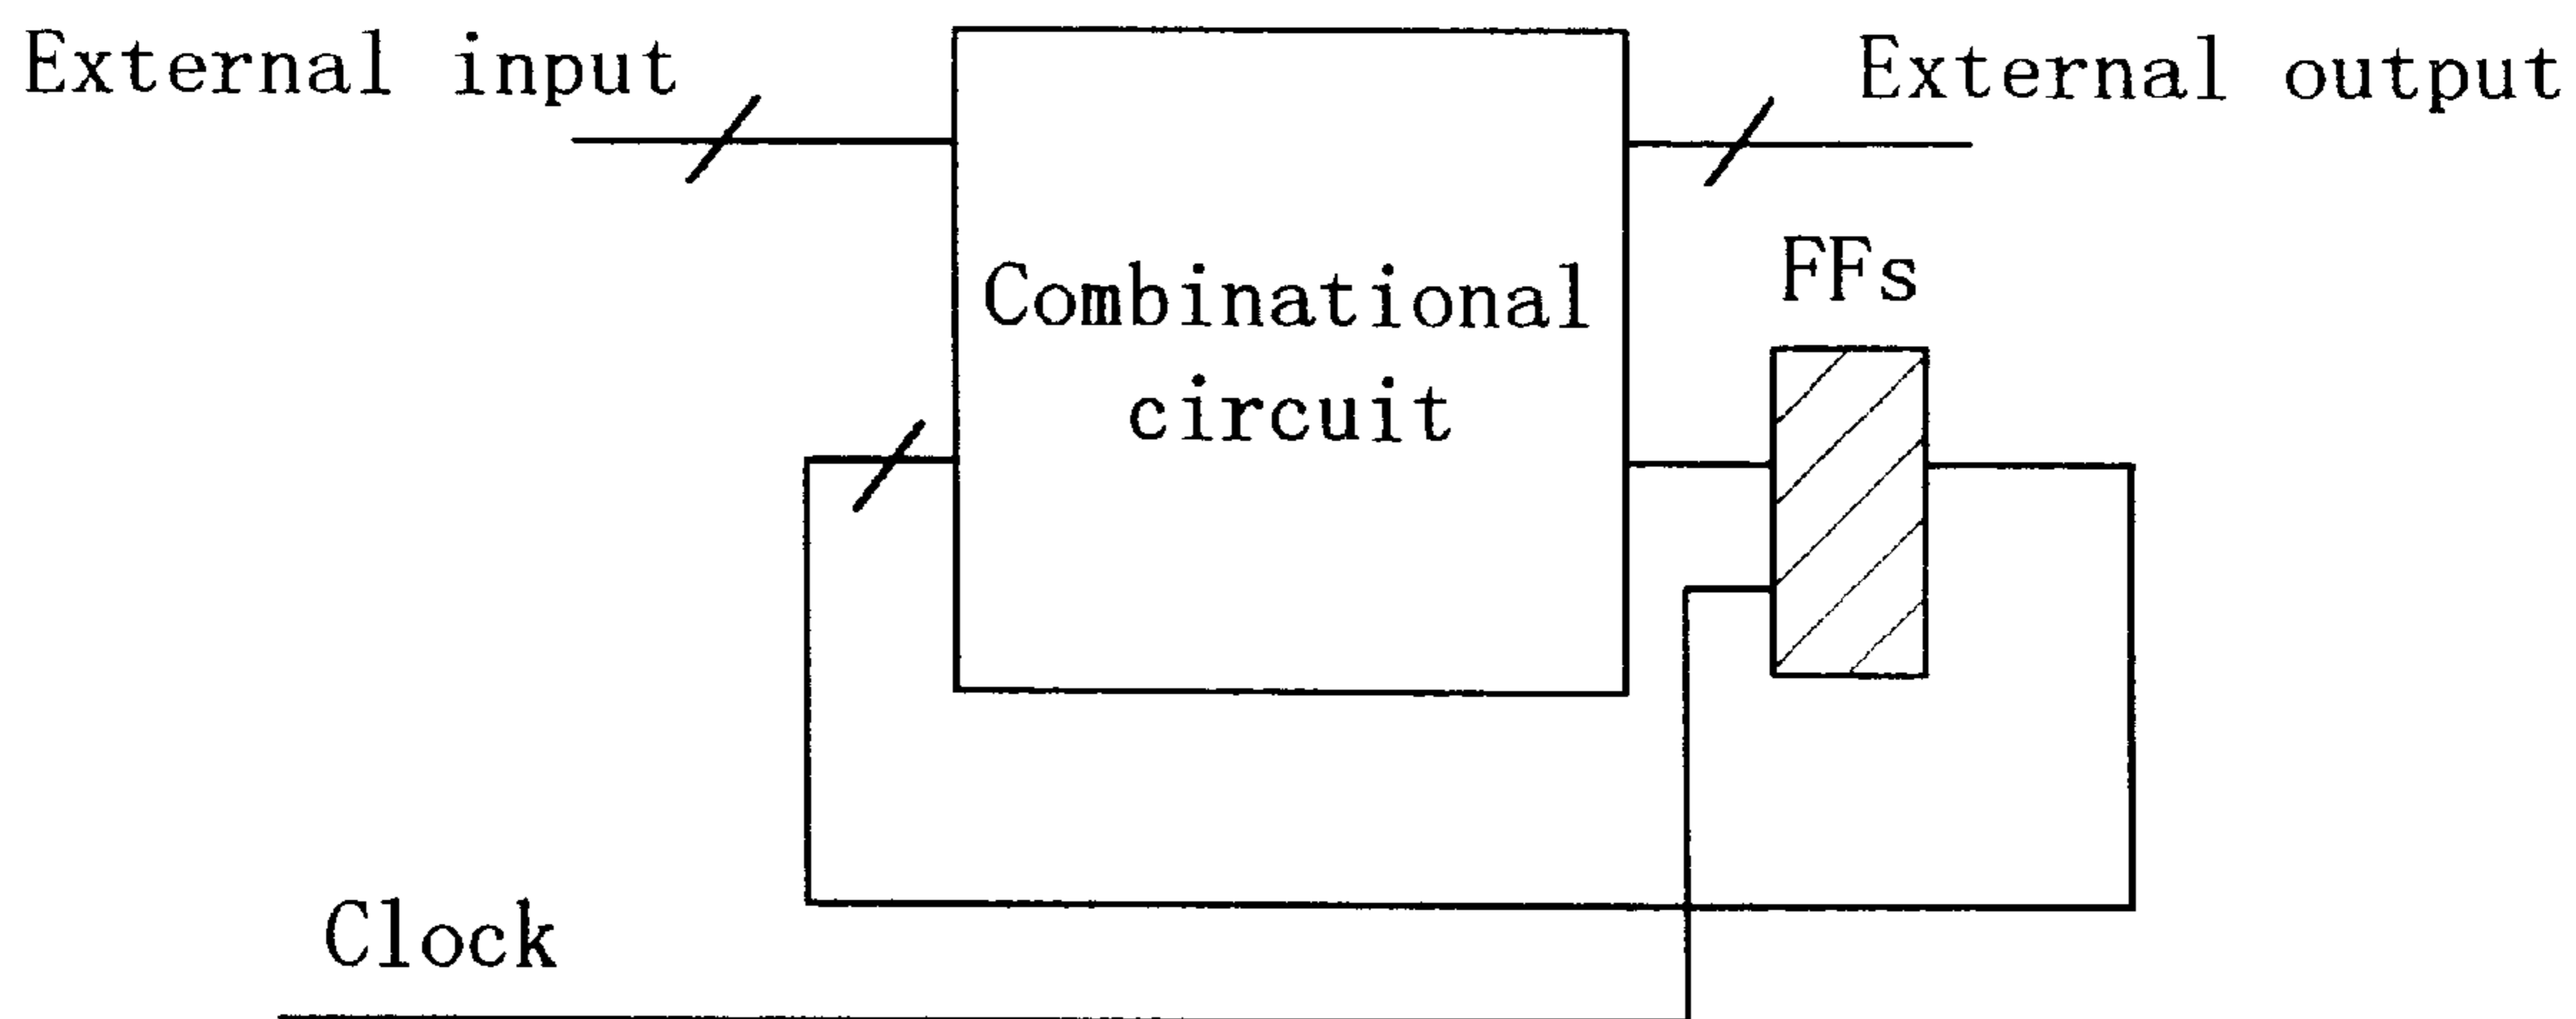 External input
External output
FFs
Combinational
circuit
Clock